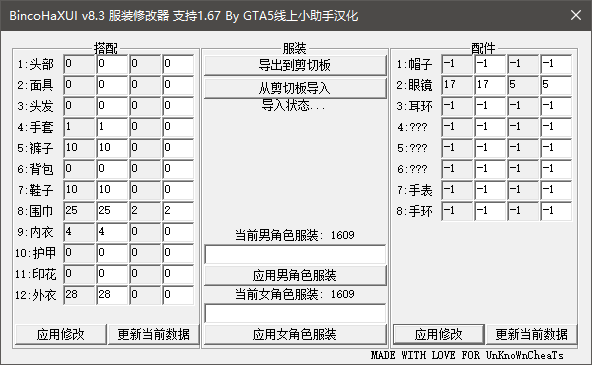 BincoHaXUI v8.3 服装修改器 支持1.67 By GTA5线上小助手汉化
搭配
1:头部 0 0 0 0
2:面具 0 0 0 0
3:头发 0 0 0 0
4:手套 1 1 0 0
5:裤子 10 10 0 0
6:背包 0 0 0 0
7:鞋子 10 10 0 0
8:围巾 25 25 2 2
9:内衣 4 4 0 0
10:护甲 0 0 0 0
11:印花 0 0 0 0
12:外衣 28 28 0 0
应用修改 更新当前数据
服装
导出到剪切板
从剪切板导入
导入状态...
当前男角色服装: 1609
应用男角色服装
当前女角色服装: 1609
应用女角色服装
配件
1:帽子 -1 -1 -1 -1
2:眼镜 17 17 5 5
3:耳环 -1 -1 -1 -1
4:??? -1 -1 -1 -1
5:??? -1 -1 -1 -1
6:??? -1 -1 -1 -1
7:手表 -1 -1 -1 -1
8:手环 -1 -1 -1 -1
应用修改 更新当前数据
MADE WITH LOVE FOR UnKnoWnCheaTs